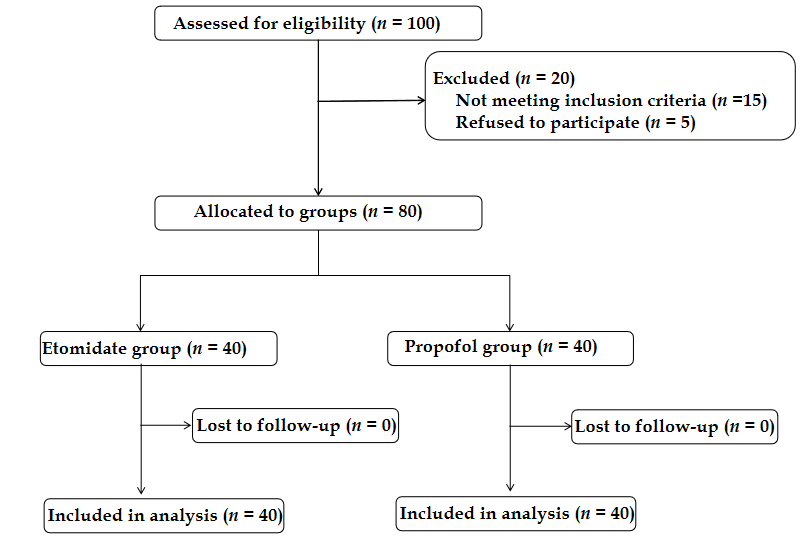 Assessed for eligibility (n = 100)
Excluded (n = 20)
Not meeting inclusion criteria (n =15)
Refused to participate (n = 5)
Allocated to groups (n = 80)
Etomidate group (n = 40)
Propofol group (n = 40)
Lost to follow-up (n = 0)
Lost to follow-up (n = 0)
Included in analysis (n = 40)
Included in analysis (n = 40)